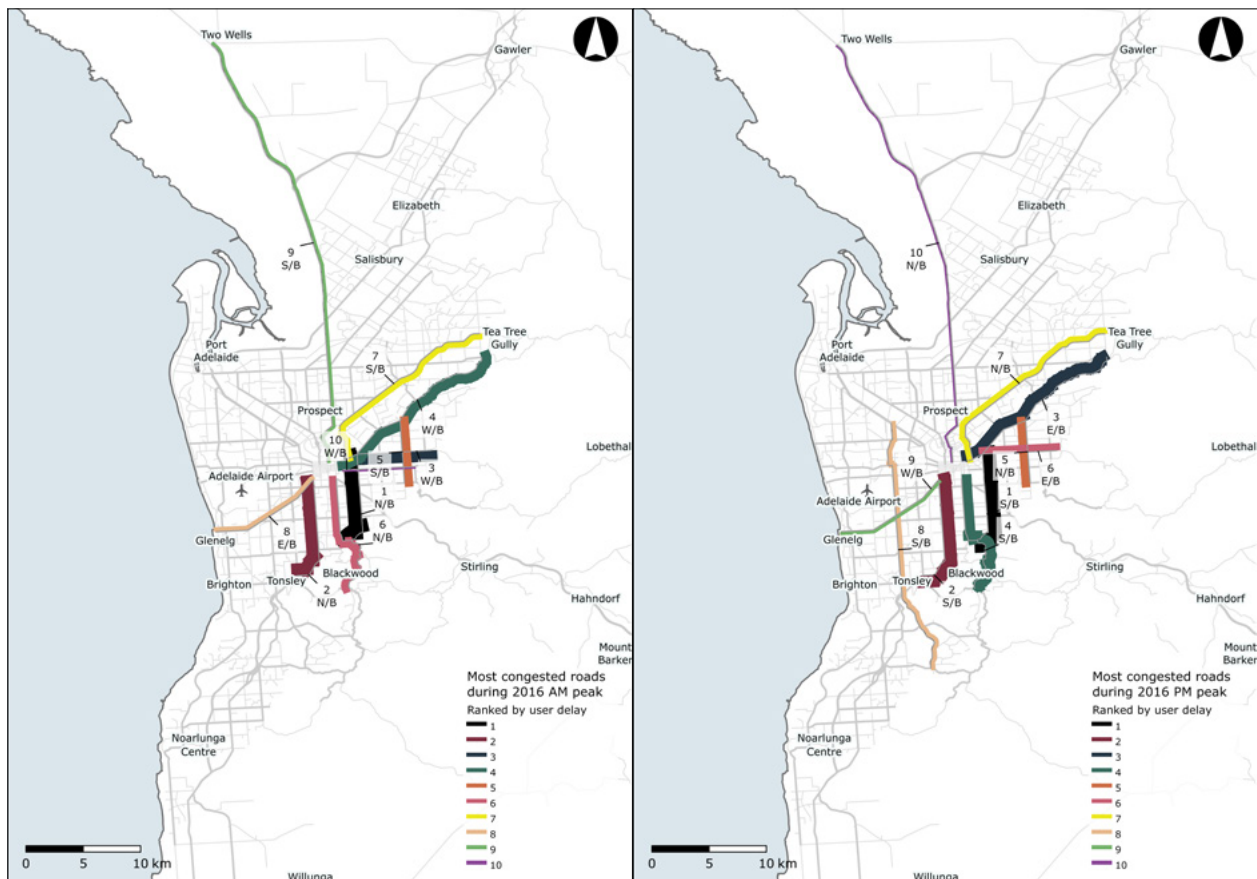 Two Wells
Gawler
Elizabeth
9
S/B
Salisbury
Port
Adelaide
Tea Tree
Gully
7
S/B
Prospect
4
W/B
10
W/B
Lobethal
5
S/B
3
W/B
Adelaide Airport
1
N/B
6
N/B
8
E/B
Glenelg
Brighton
Tonsley
Blackwood
2
N/B
Stirling
Hahndorf
Mount
Barker
Noarlunga
Centre
Most congested roads
during 2016 AM peak
Ranked by user delay
1
2
3
4
5
6
7
8
9
10
0 5 10 km
Willunga
Two Wells
Gawler
Elizabeth
10
N/B
Salisbury
Port
Adelaide
Tea Tree
Gully
7
N/B
Prospect
3
E/B
Lobethal
9
W/B
5
N/B
6
E/B
Adelaide Airport
1
S/B
4
S/B
8
S/B
Glenelg
Brighton
Tonsley
Blackwood
2
S/B
Stirling
Hahndorf
Mount
Barker
Noarlunga
Centre
Most congested roads
during 2016 PM peak
Ranked by user delay
1
2
3
4
5
6
7
8
9
10
0 5 10 km
Willunga